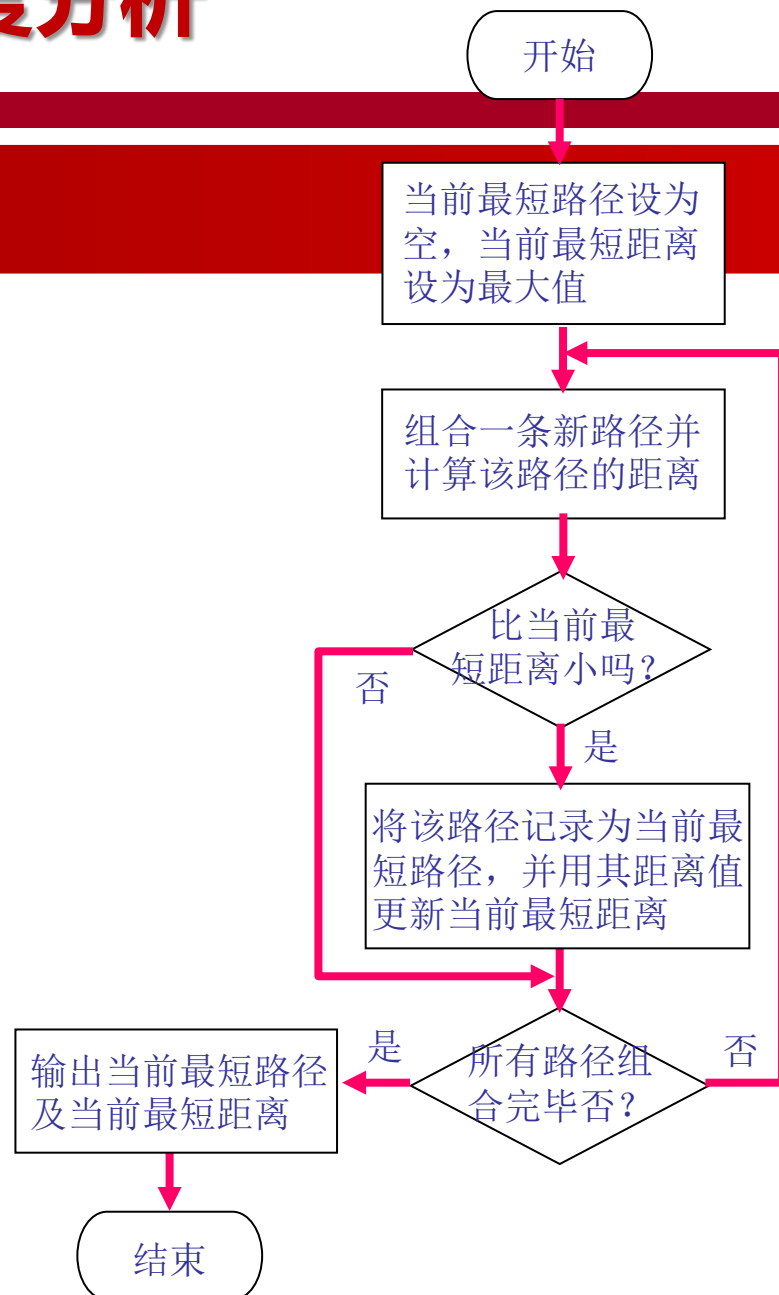 度分析
开始
当前最短路径设为
空，当前最短距离
设为最大值
组合一条新路径并
计算该路径的距离
比当前最
短距离小吗？
否
是
将该路径记录为当前最
短路径，并用其距离值
更新当前最短距离
所有路径组
合完毕否？
是
否
输出当前最短路径
及当前最短距离
结束